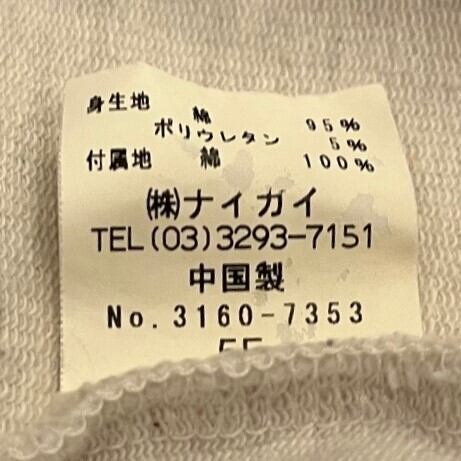 身生地 綿 95%
ポリウレタン 5%
付属地 綿 100%
㈱ナイガイ
TEL(03)3293-7151
中国製
No.3160-7353